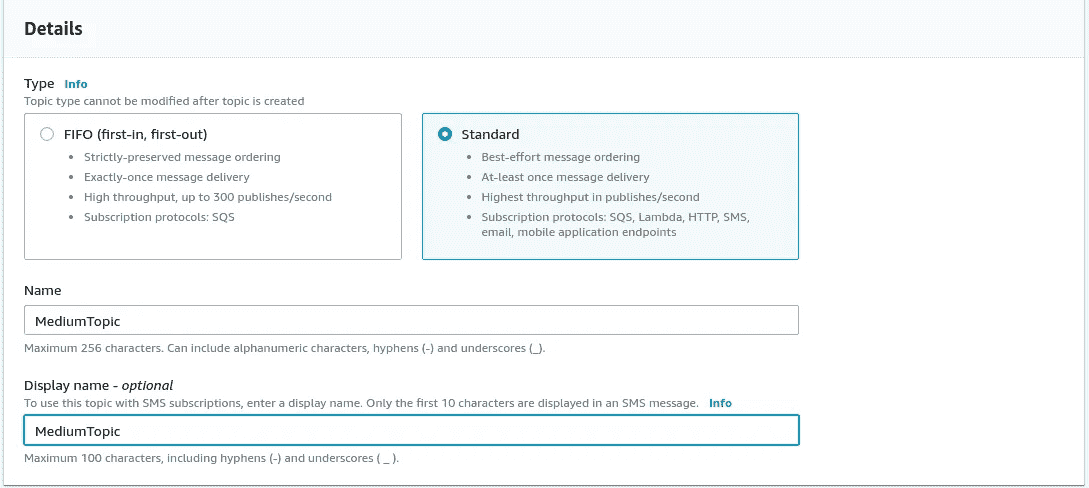 Details
Type Info
Topic type cannot be modified after topic is created
FIFO (first-in, first-out)
• Strictly-preserved message ordering
• Exactly-once message delivery
• High throughput, up to 300 publishes/second
• Subscription protocols: SQS
Standard
• Best-effort message ordering
• At-least once message delivery
• Highest throughput in publishes/second
• Subscription protocols: SQS, Lambda, HTTP, SMS,
email, mobile application endpoints
Name
MediumTopic
Maximum 256 characters. Can include alphanumeric characters, hyphens (-) and underscores (_).
Display name - optional
To use this topic with SMS subscriptions, enter a display name. Only the first 10 characters are displayed in an SMS message. Info
MediumTopic
Maximum 100 characters, including hyphens (-) and underscores ( _ ).